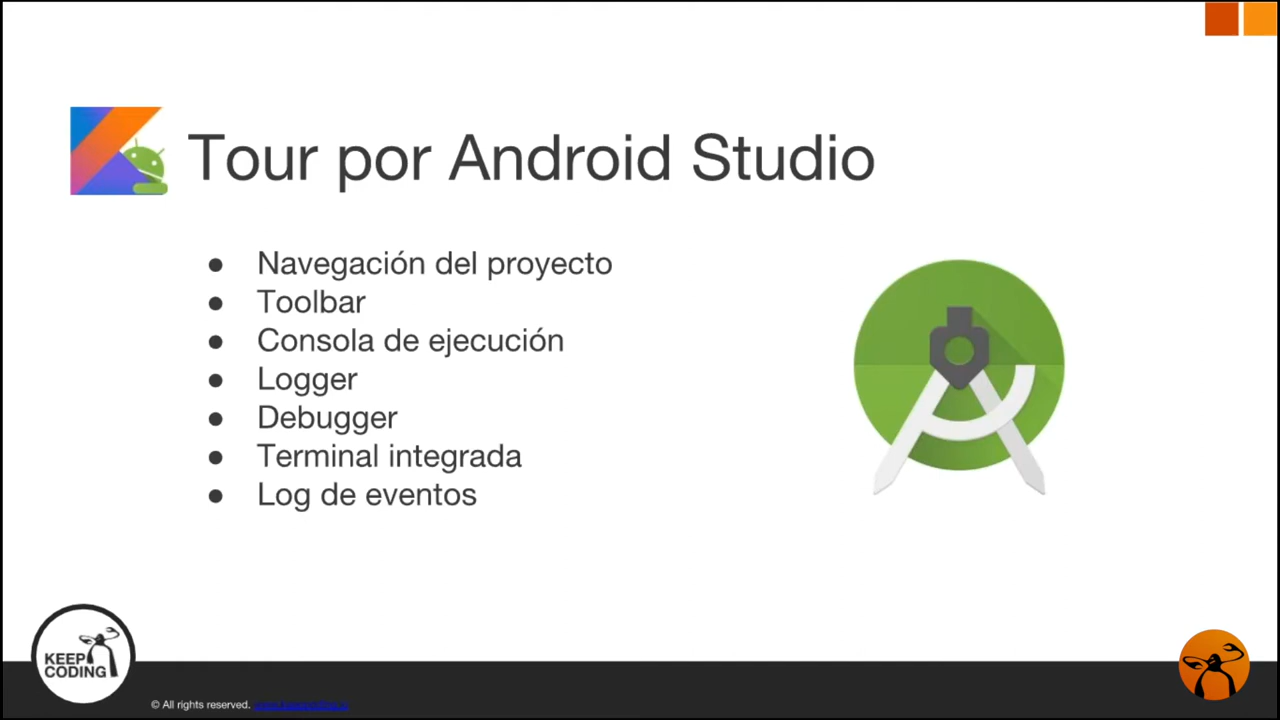 Tour por Android Studio
● Navegación del proyecto
● Toolbar
● Consola de ejecución
● Logger
● Debugger
● Terminal integrada
● Log de eventos
KEEP
CODING
© All rights reserved.